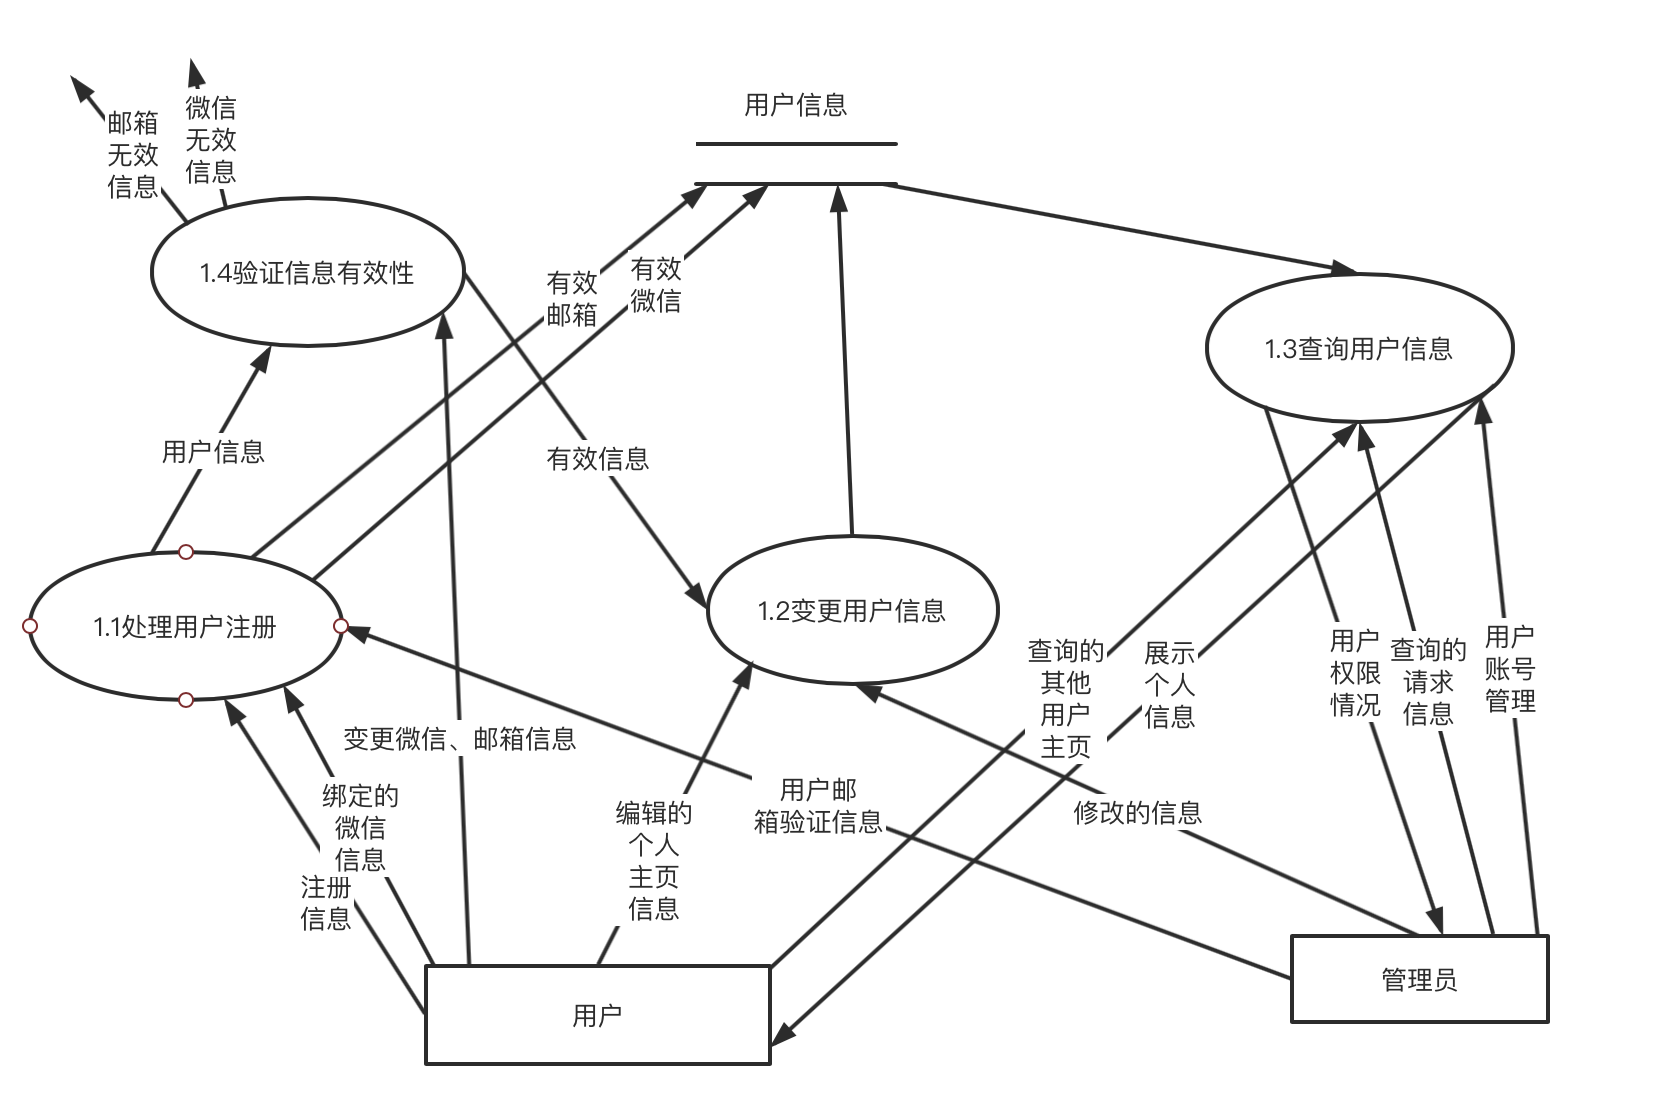 用户信息
邮箱
无效
信息
微信
无效
信息
1.4验证信息有效性
有效
邮箱
有效
微信
1.3查询用户信息
用户信息
有效信息
1.1处理用户注册
1.2变更用户信息
查询的
其他
用户
主页
展示
个人
信息
用户
权限
情况
查询的
请求
信息
用户
账号
管理
变更微信、邮箱信息
绑定的
微信
信息
注册
信息
编辑的
个人
主页
信息
用户邮
箱验证信息
修改的信息
用户
管理员